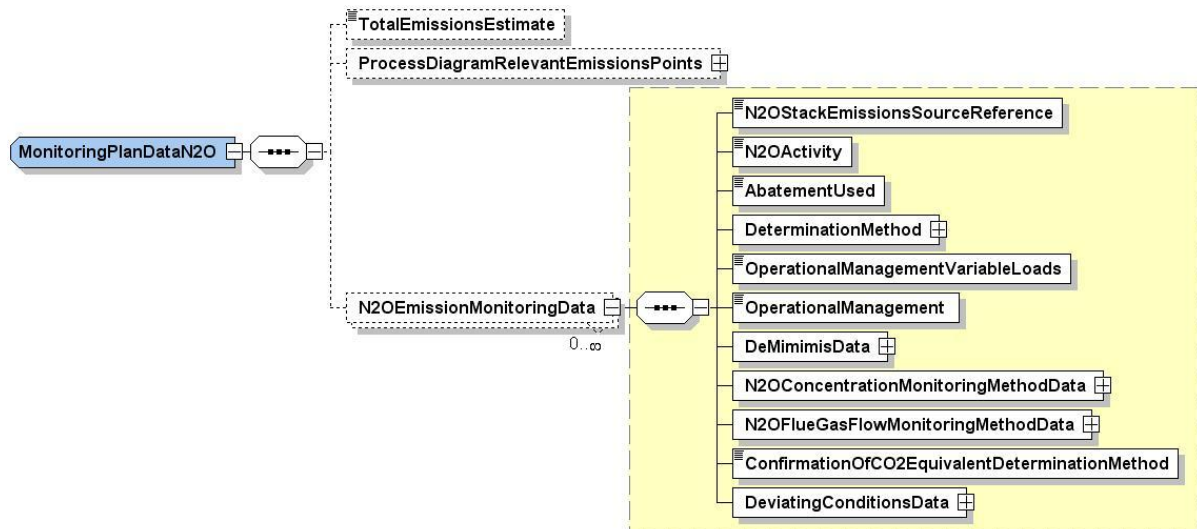 TotalEmissionsEstimate
ProcessDiagramRelevantEmissionsPoints
MonitoringPlanDataN2O
N2OEmissionMonitoringData
0..∞
N2OStackEmissionsSourceReference
N2OActivity
AbatementUsed
DeterminationMethod
OperationalManagementVariableLoads
OperationalManagement
DeMimimisData
N2OConcentrationMonitoringMethodData
N2OFlueGasFlowMonitoringMethodData
ConfirmationOfCO2EquivalentDeterminationMethod
DeviatingConditionsData